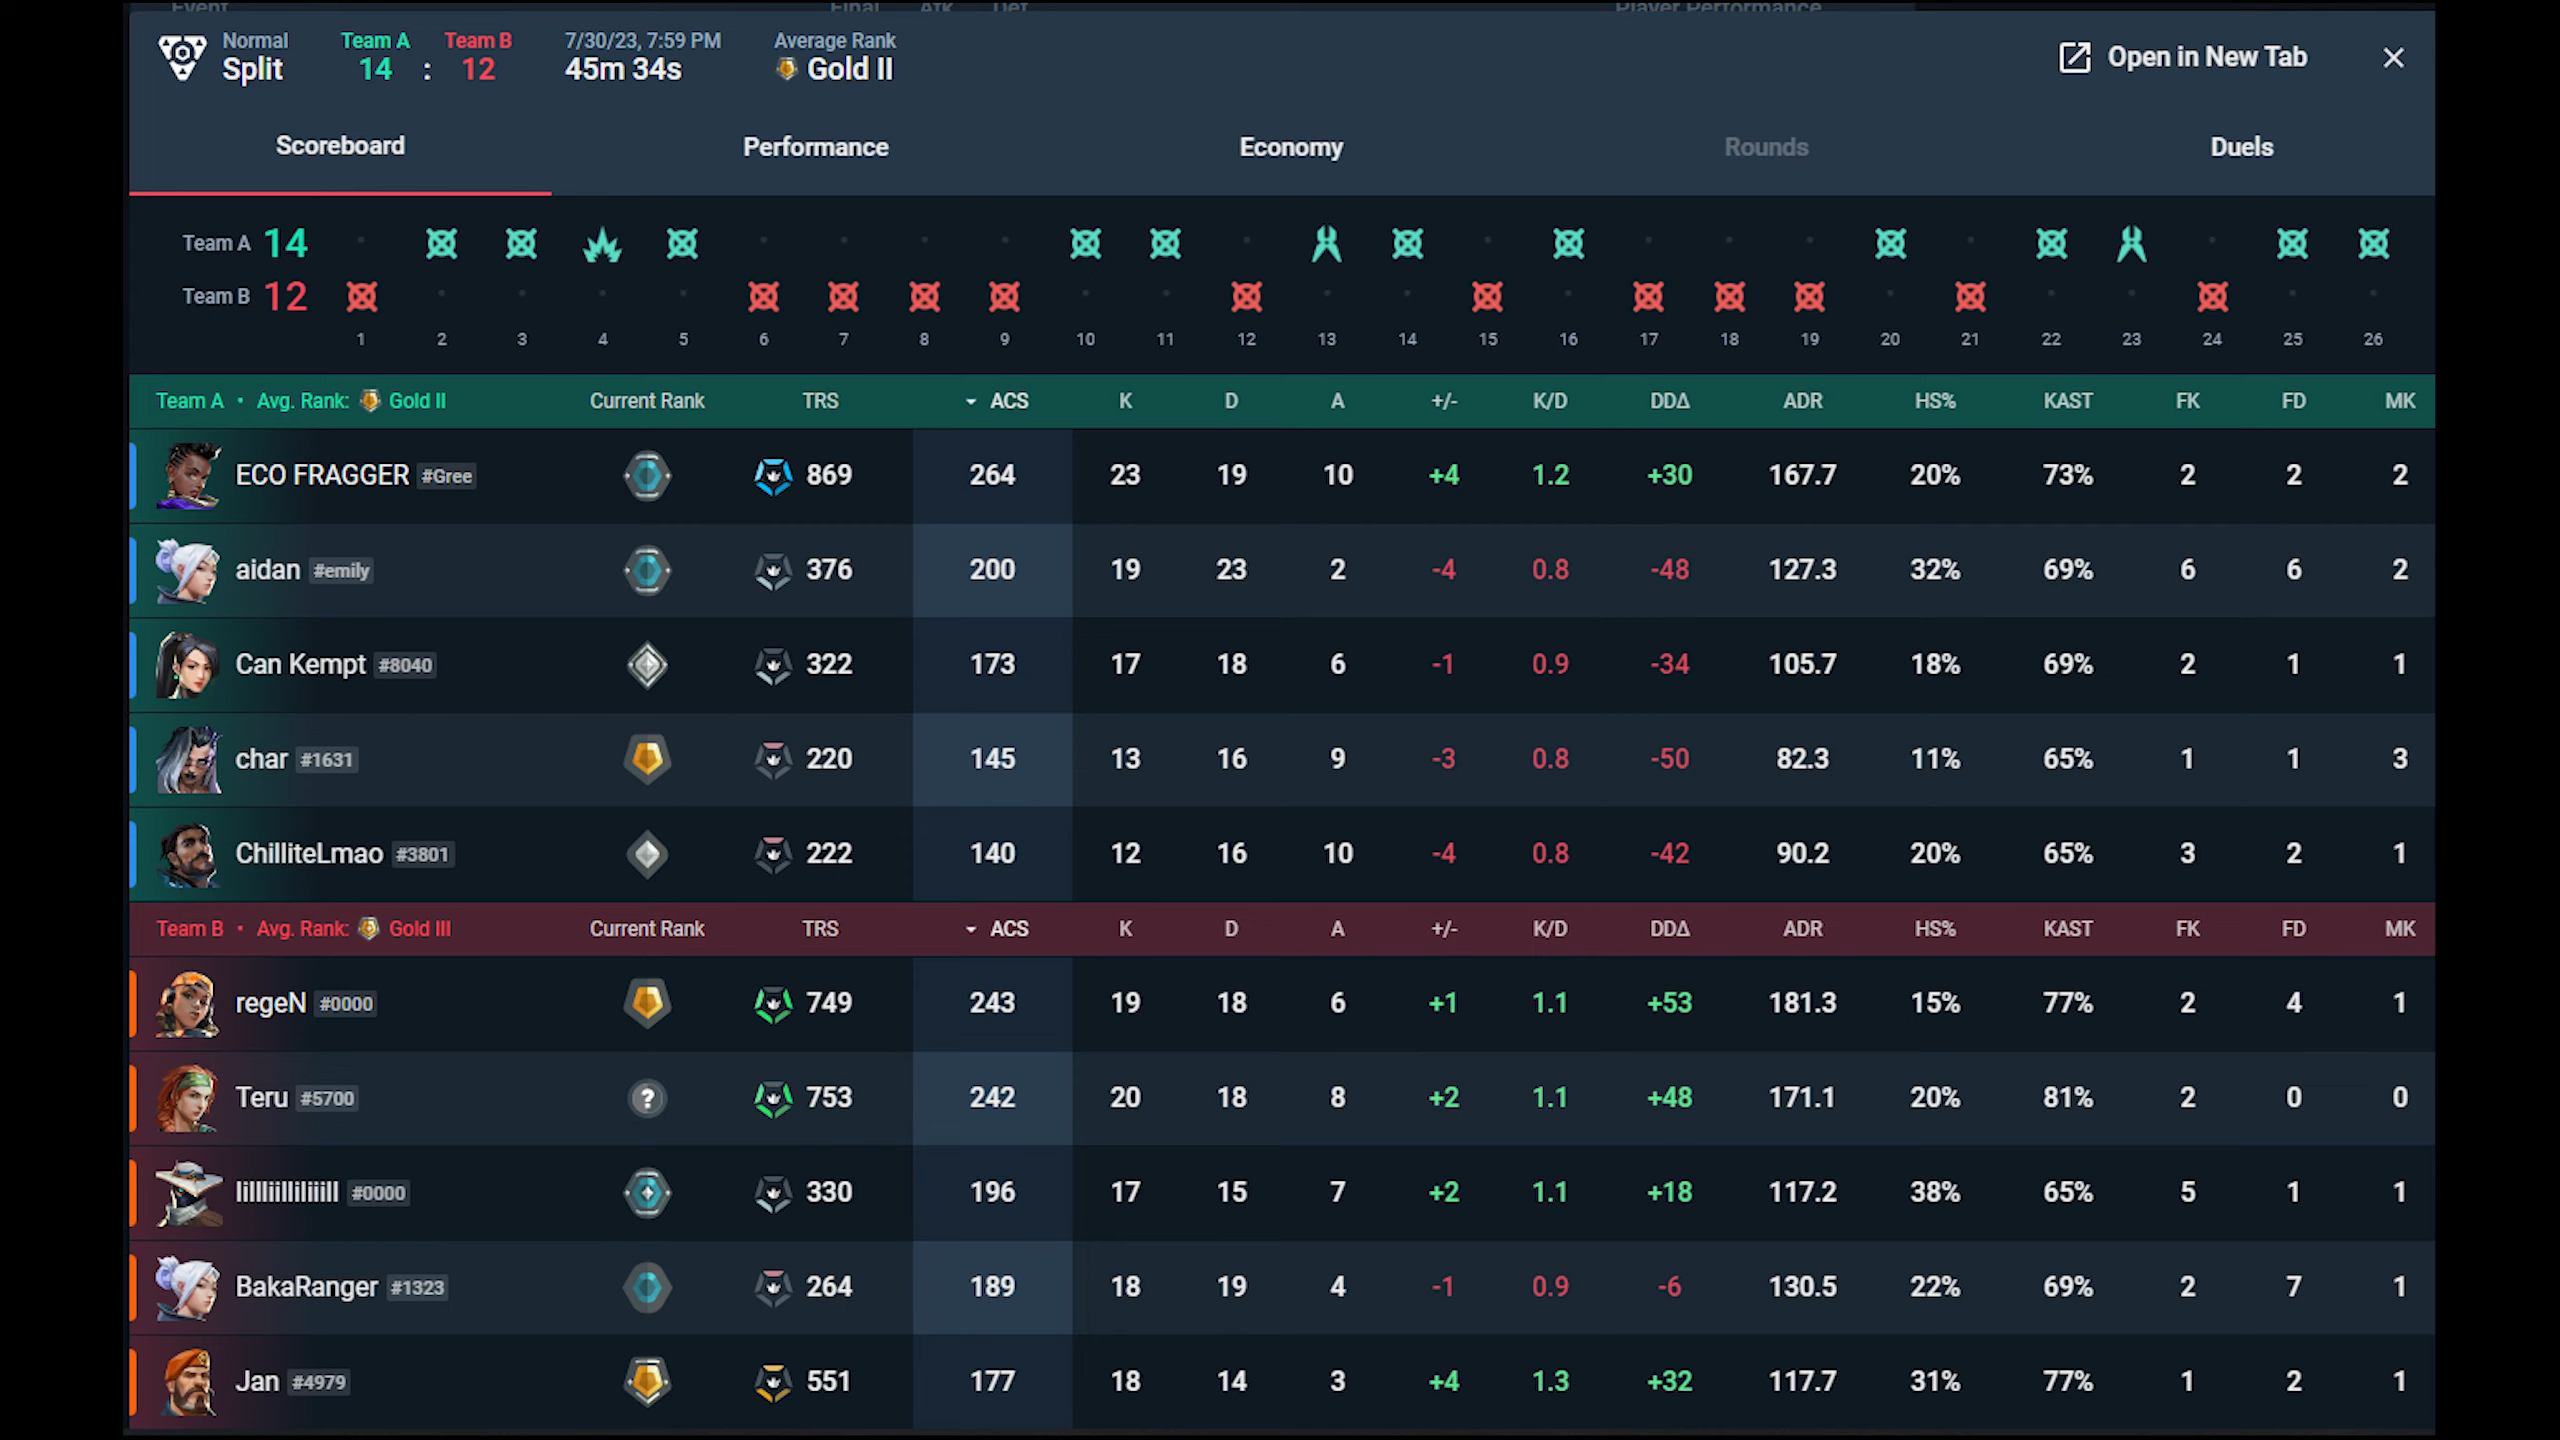 Event Final Atk Def Player Performance
Normal Team A Team B 7/30/23, 7:59 PM Average Rank
Split 14 : 12 45m 34s Gold II Open in New Tab
Scoreboard Performance Economy Rounds Duels
Team A 14
Team B 12
1 2 3 4 5 6 7 8 9 10 11 12 13 14 15 16 17 18 19 20 21 22 23 24 25 26
Team A • Avg. Rank: Gold II Current Rank TRS ACS K D A +/- K/D DDΔ ADR HS% KAST FK FD MK
ECO FRAGGER #Gree 869 264 23 19 10 +4 1.2 +30 167.7 20% 73% 2 2 2
aidan #emily 376 200 19 23 2 -4 0.8 -48 127.3 32% 69% 6 6 2
Can Kempt #8040 322 173 17 18 6 -1 0.9 -34 105.7 18% 69% 2 1 1
char #1631 220 145 13 16 9 -3 0.8 -50 82.3 11% 65% 1 1 3
ChilliteLmao #3801 222 140 12 16 10 -4 0.8 -42 90.2 20% 65% 3 2 1
Team B • Avg. Rank: Gold III Current Rank TRS ACS K D A +/- K/D DDΔ ADR HS% KAST FK FD MK
regeN #0000 749 243 19 18 6 +1 1.1 +53 181.3 15% 77% 2 4 1
Teru #5700 ? 753 242 20 18 8 +2 1.1 +48 171.1 20% 81% 2 0 0
#0000 330 196 17 15 7 +2 1.1 +18 117.2 38% 65% 5 1 1
BakaRanger #1323 264 189 18 19 4 -1 0.9 -6 130.5 22% 69% 2 7 1
Jan #4979 551 177 18 14 3 +4 1.3 +32 117.7 31% 77% 1 2 1